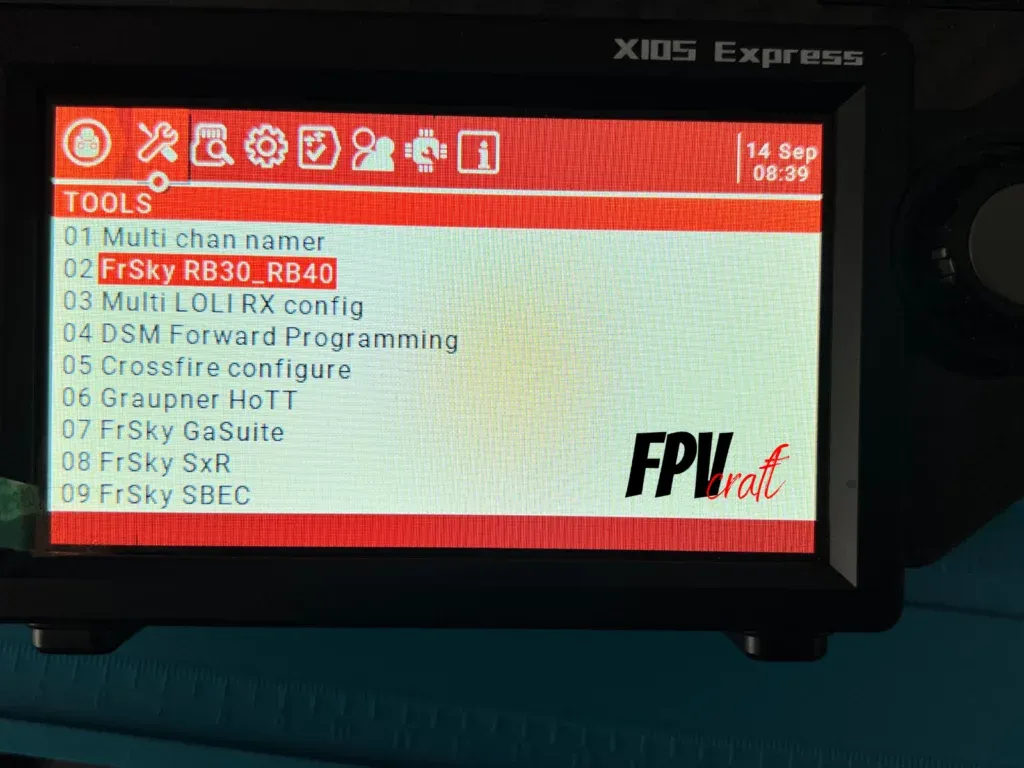 X10S Express
14 Sep
08:39
TOOLS
01 Multi chan namer
02 FrSky RB30_RB40
03 Multi LOLI RX config
04 DSM Forward Programming
05 Crossfire configure
06 Graupner HoTT
07 FrSky GaSuite
08 FrSky SxR
09 FrSky SBEC
FPV
craft